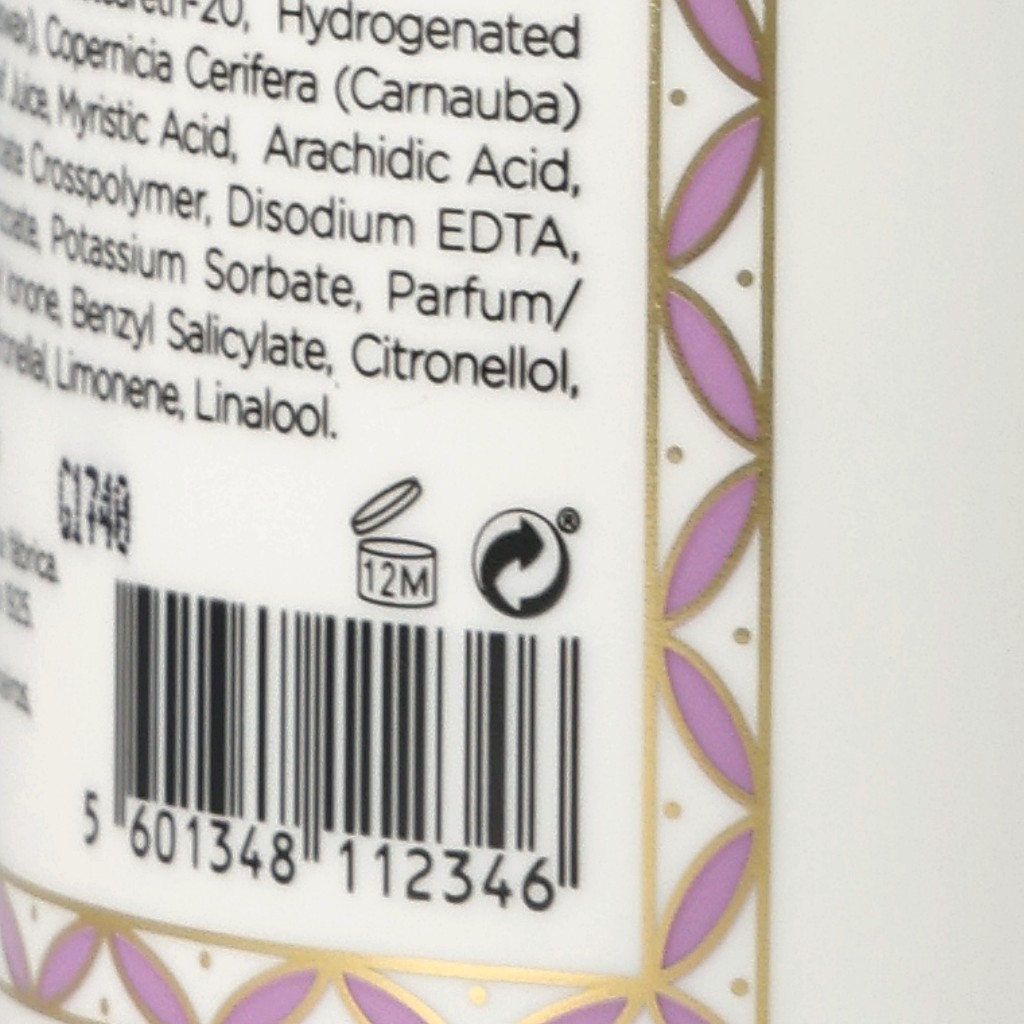 Hydrogenated
Copernicia Cerifera (Carnauba)
Juice, Myristic Acid, Arachidic Acid,
Crosspolymer, Disodium EDTA,
Potassium Sorbate, Parfum/
Benzyl Salicylate, Citronellol,
Limonene, Linalool.
12M
®
5 601348 112346